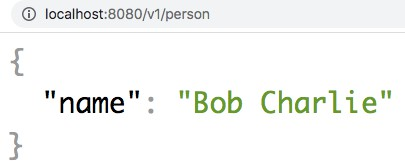 localhost:8080/v1/person
{
"name": "Bob Charlie"
}